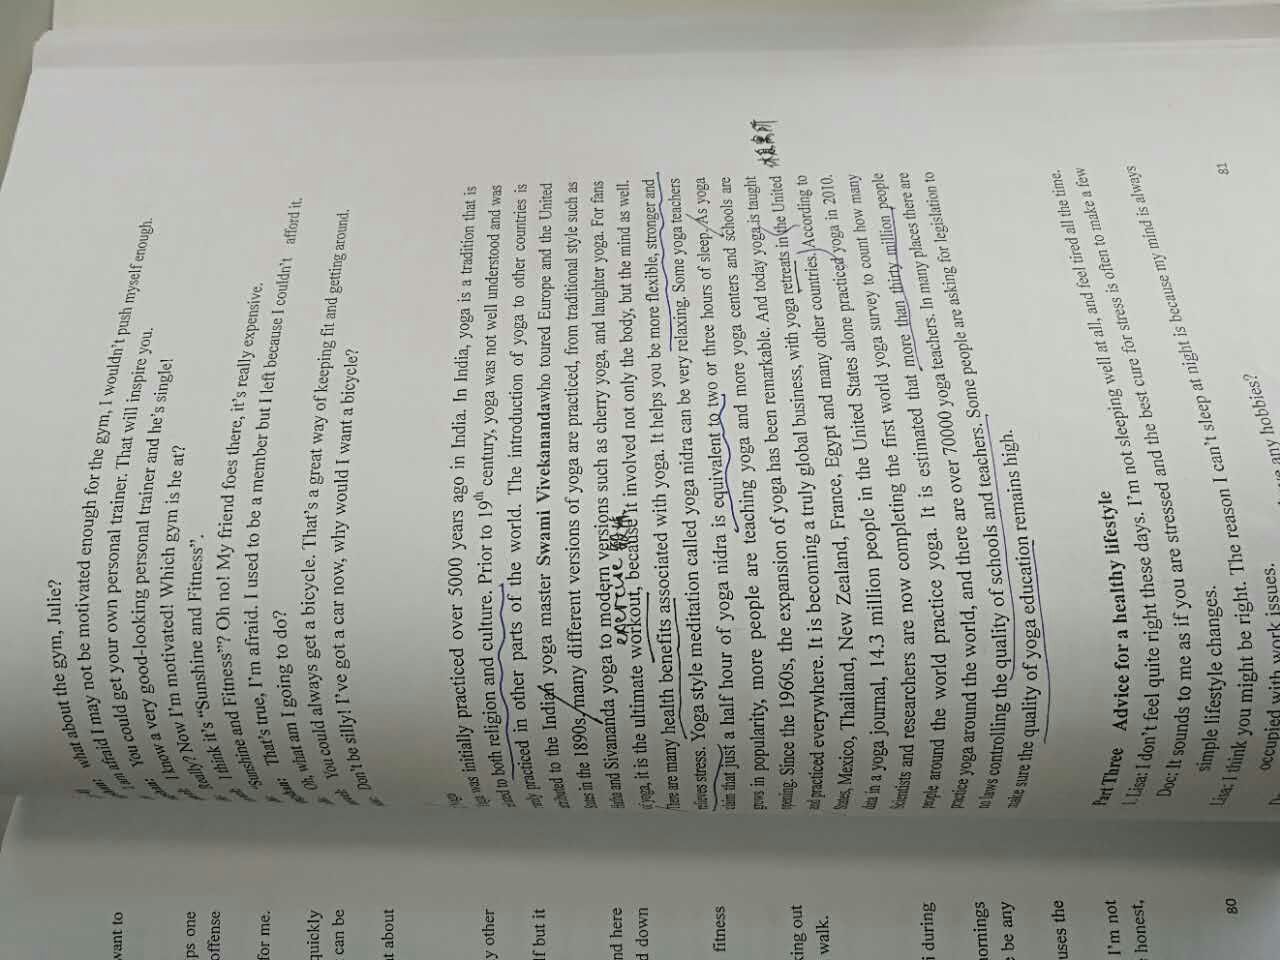 want to
ps one
offense
for me.
quickly
can be
t about
y other
lf but it
nd here
d down
fitness
king out
walk.
i during
ornings
be any
uses the
I'm not
honest,
80
what about the gym, Julie?
I am afraid I may not be motivated enough for the gym, I wouldn't push myself enough.
You could get your own personal trainer. That will inspire you.
I know a very good-looking personal trainer and he's single!
Really? Now I'm motivated! Which gym is he at?
I think it's “Sunshine and Fitness”.
“Sunshine and Fitness”? Oh no! My friend foes there, it's really expensive.
That's true, I'm afraid. I used to be a member but I left because I couldn't afford it.
Oh, what am I going to do?
You could always get a bicycle. That's a great way of keeping fit and getting around.
Don't be silly! I've got a car now, why would I want a bicycle?
was initially practiced over 5000 years ago in India. In India, yoga is a tradition that is
to both religion and culture. Prior to 19th century, yoga was not well understood and was
practiced in other parts of the world. The introduction of yoga to other countries is
to the Indian yoga master Swami Vivekanandawho toured Europe and the United
States in the 1890s, many different versions of yoga are practiced, from traditional style such as
Hatha and Sivananda yoga to modern versions such as cherry yoga, and laughter yoga. For fans
exercise 锻炼
of yoga, it is the ultimate workout, because it involved not only the body, but the mind as well.
There are many health benefits associated with yoga. It helps you be more flexible, stronger and
relieves stress. Yoga style meditation called yoga nidra can be very relaxing. Some yoga teachers
claim that just a half hour of yoga nidra is equivalent to two or three hours of sleep. As yoga
grows in popularity, more people are teaching yoga and more yoga centers and schools are
opening. Since the 1960s, the expansion of yoga has been remarkable. And today yoga is taught
and practiced everywhere. It is becoming a truly global business, with yoga retreats in the United
States, Mexico, Thailand, New Zealand, France, Egypt and many other countries. According to
data in a yoga journal, 14.3 million people in the United States alone practiced yoga in 2010.
Scientists and researchers are now completing the first world yoga survey to count how many
people around the world practice yoga. It is estimated that more than thirty million people
practice yoga around the world, and there are over 70000 yoga teachers. In many places there are
no laws controlling the quality of schools and teachers. Some people are asking for legislation to
make sure the quality of yoga education remains high.
Part Three Advice for a healthy lifestyle
1. Lisa: I don't feel quite right these days. I'm not sleeping well at all, and feel tired all the time.
Doc: It sounds to me as if you are stressed and the best cure for stress is often to make a few
simple lifestyle changes.
Lisa: I think you might be right. The reason I can't sleep at night is because my mind is always
occupied with work issues.
any hobbies?
81